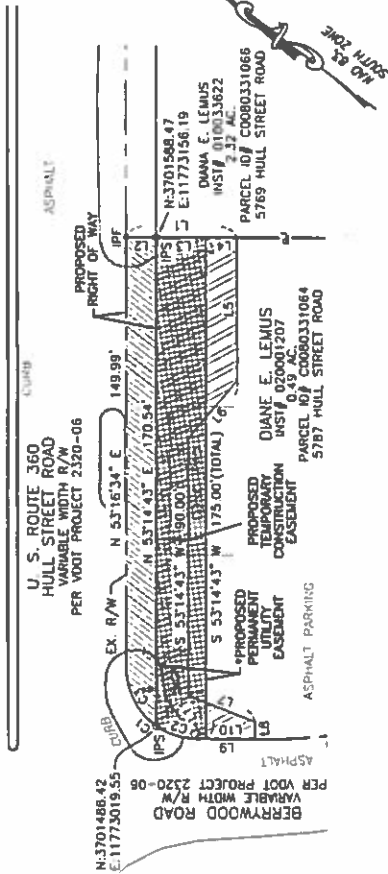 NAD 83
SOUTH ZONE
ASPHALT
CURB
U. S. ROUTE 360
HULL STREET ROAD
VARIABLE WIDTH R/W
PER VDOT PROJECT 2320-06
PROPOSED
RIGHT OF WAY
IPF
N:3701588.47
E:11773156.19
DIANA E. LEMUS
INST# 010033622
2.32 AC.
PARCEL ID# C0080331066
5769 HULL STREET ROAD
EX. R/W
N 53°16'34" E 149.99'
N 53°14'43" E 170.54'
S 53°14'43" W 90.00'
S 53°14'43" W 175.00'(TOTAL)
L2
IPS
L3
L4
L5
L6
DIANE E. LEMUS
INST# 020001207
0.49 AC.
PARCEL ID# C0080331064
5787 HULL STREET ROAD
PROPOSED
TEMPORARY
CONSTRUCTION
EASEMENT
*PROPOSED
PERMANENT
UTILITY
EASEMENT
ASPHALT PARKING
CURB
C1
C2
IPS
L7
L8
L9
L10
ASPHALT
N:3701486.42
E:11773019.55
BERRYWOOD ROAD
VARIABLE WIDTH R/W
PER VDOT PROJECT 2320-06